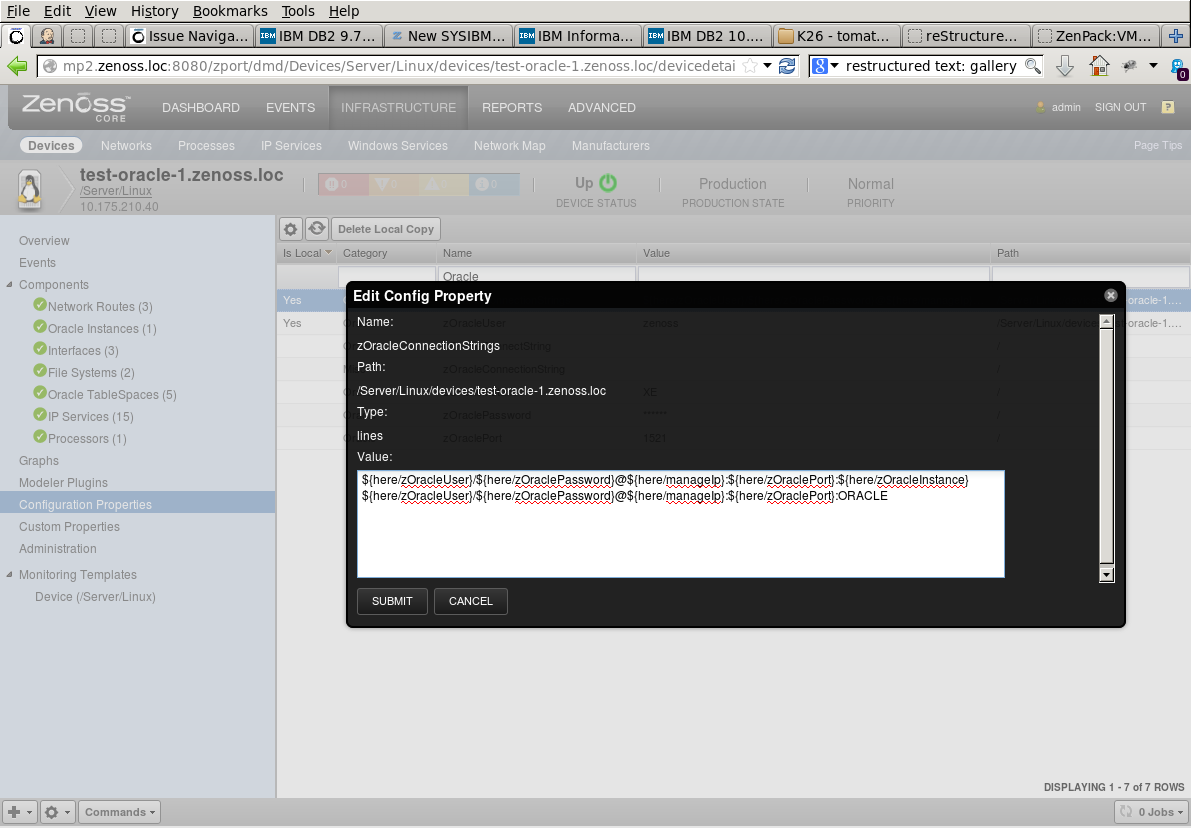 File Edit View History Bookmarks Tools Help
Issue Naviga... IBM DB2 9.7... New SYSIBM... IBM Informa... IBM DB2 10.... K26 - tomat... reStructure... ZenPack:VM...
mp2.zenoss.loc:8080/zport/dmd/Devices/Server/Linux/devices/test-oracle-1.zenoss.loc/devicedetai restructured text: gallery 0
Zenoss CORE
DASHBOARD EVENTS INFRASTRUCTURE REPORTS ADVANCED admin SIGN OUT ?
Devices Networks Processes IP Services Windows Services Network Map Manufacturers Page Tips
test-oracle-1.zenoss.loc
/Server/Linux
10.175.210.40
0 0 0 0
Up
DEVICE STATUS
Production
PRODUCTION STATE
Normal
PRIORITY
Overview
Events
Components
Network Routes (3)
Oracle Instances (1)
Interfaces (3)
File Systems (2)
Oracle TableSpaces (5)
IP Services (15)
Processors (1)
Graphs
Modeler Plugins
Configuration Properties
Custom Properties
Administration
Monitoring Templates
Device (/Server/Linux)
Delete Local Copy
Is Local Category Name Value Path
Oracle
Yes oracle-1....
Yes zOracleUser zenoss /Server/Linux/device oracle-1....
zOracleConnectionString /
XE /
zOraclePassword ****** /
zOraclePort 1521 /
Edit Config Property
Name:
zOracleConnectionStrings
Path:
/Server/Linux/devices/test-oracle-1.zenoss.loc
Type:
lines
Value:
${here/zOracleUser}/${here/zOraclePassword}@${here/manageIp}:${here/zOraclePort}:${here/zOracleInstance}
${here/zOracleUser}/${here/zOraclePassword}@${here/manageIp}:${here/zOraclePort}:ORACLE
SUBMIT CANCEL
DISPLAYING 1 - 7 of 7 ROWS
Commands 0 Jobs